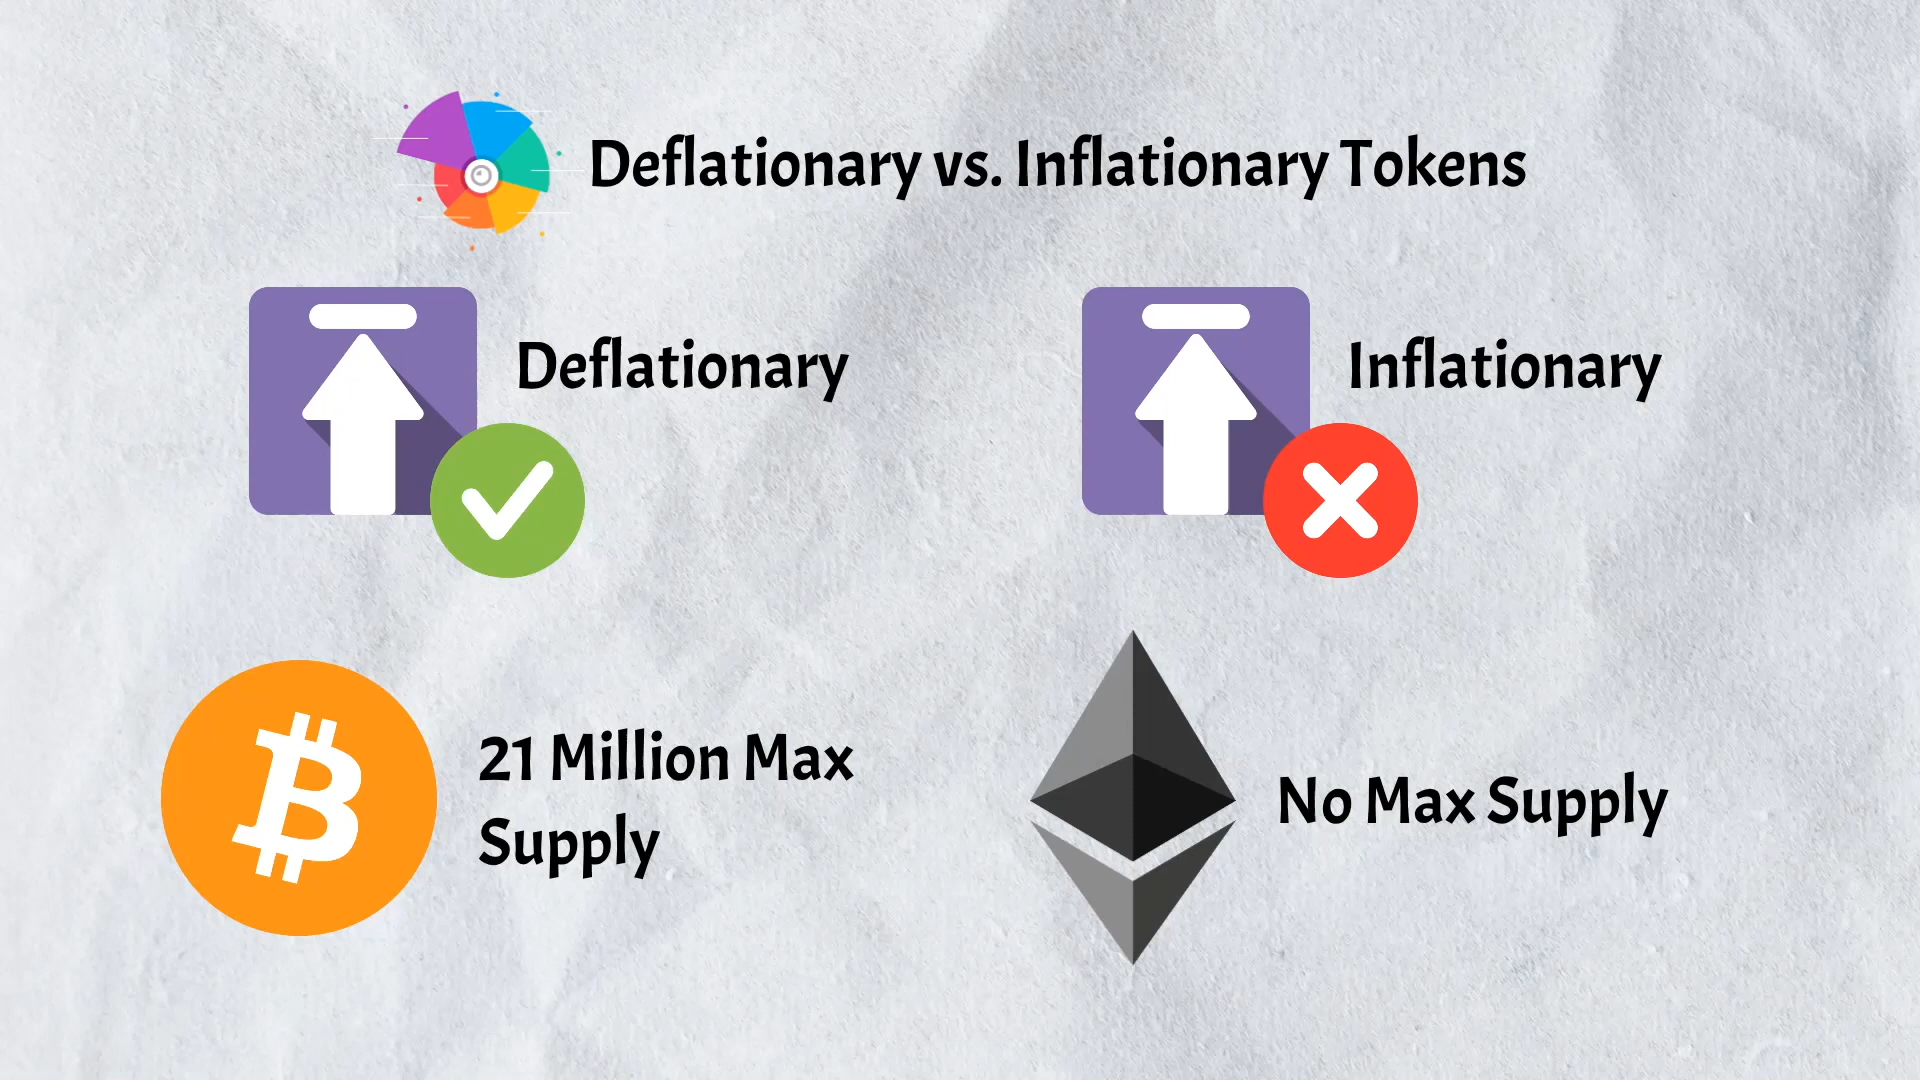 Deflationary vs. Inflationary Tokens
Deflationary
Inflationary
21 Million Max
Supply
No Max Supply